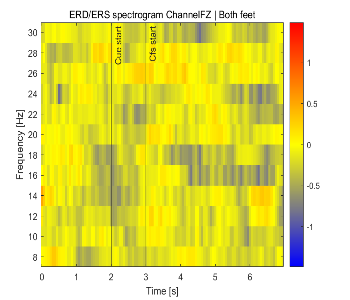 ERD/ERS spectrogram ChannelFZ | Both feet
Cue start
Cfs start
Frequency [Hz]
30
28
26
24
22
20
18
16
14
12
10
8
0 1 2 3 4 5 6
Time [s]
1
0.5
0
-0.5
-1